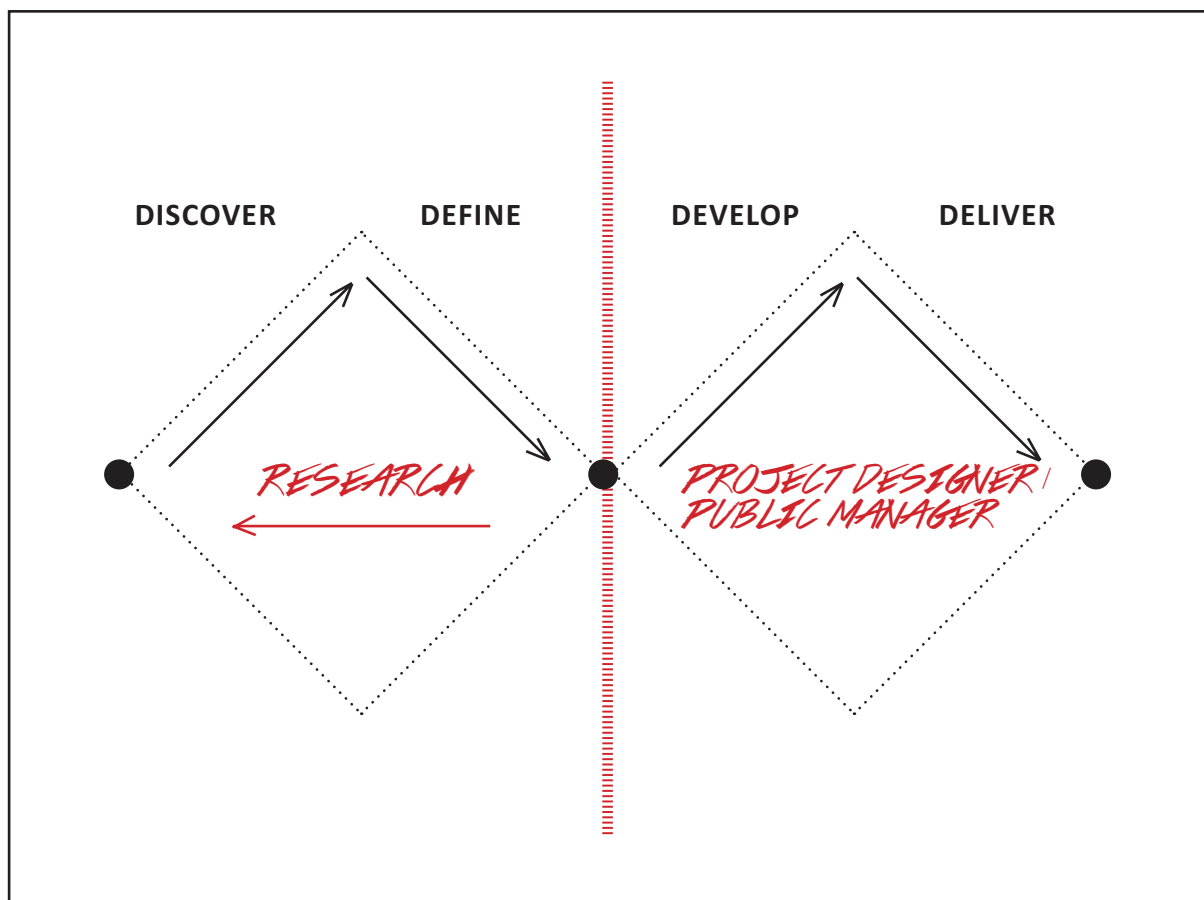 DISCOVER DEFINE DEVELOP DELIVER
RESEARCH
PROJECT DESIGNER /
PUBLIC MANAGER